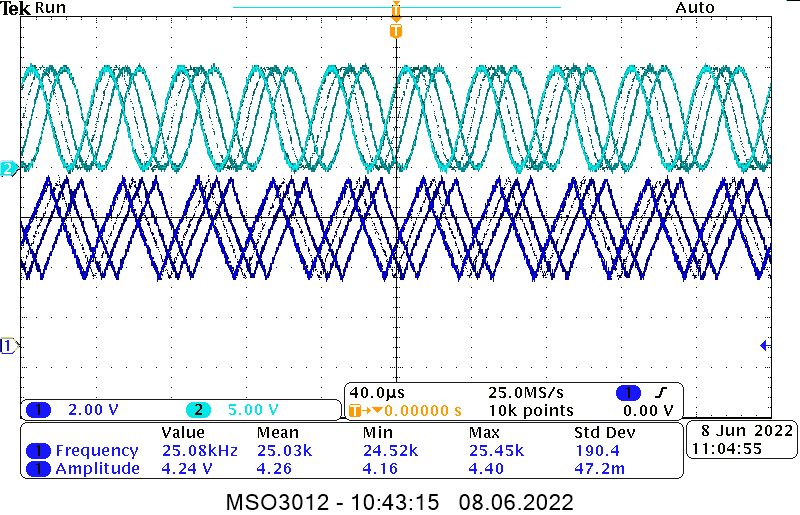 Tek Run Auto
T
T
2
1
1 2.00 V 2 5.00 V
40.0µs 25.0MS/s 1
T→▼0.00000 s 10k points 0.00 V
Value Mean Min Max Std Dev
1 Frequency 25.08kHz 25.03k 24.52k 25.45k 190.4
1 Amplitude 4.24 V 4.26 4.16 4.40 47.2m
8 Jun 2022
11:04:55
MSO3012 - 10:43:15 08.06.2022